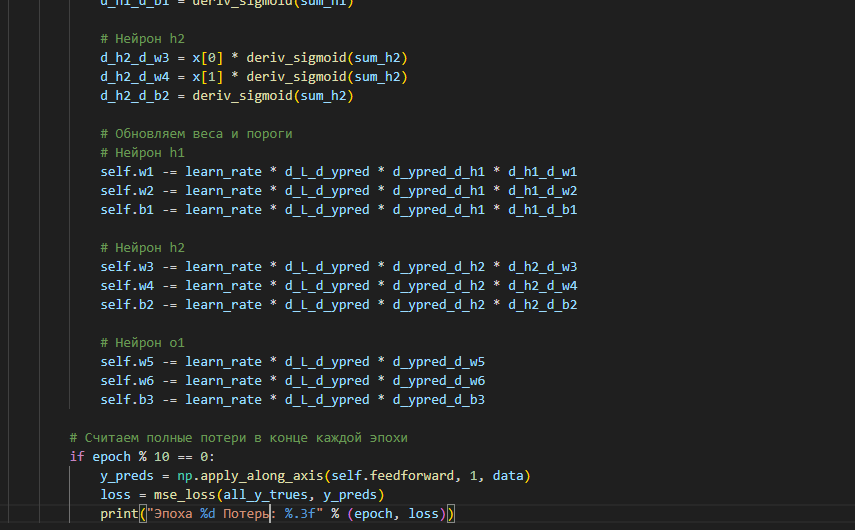 d_h1_d_b1 = deriv_sigmoid(sum_h1)
# Нейрон h2
d_h2_d_w3 = x[0] * deriv_sigmoid(sum_h2)
d_h2_d_w4 = x[1] * deriv_sigmoid(sum_h2)
d_h2_d_b2 = deriv_sigmoid(sum_h2)
# Обновляем веса и пороги
# Нейрон h1
self.w1 -= learn_rate * d_L_d_ypred * d_ypred_d_h1 * d_h1_d_w1
self.w2 -= learn_rate * d_L_d_ypred * d_ypred_d_h1 * d_h1_d_w2
self.b1 -= learn_rate * d_L_d_ypred * d_ypred_d_h1 * d_h1_d_b1
# Нейрон h2
self.w3 -= learn_rate * d_L_d_ypred * d_ypred_d_h2 * d_h2_d_w3
self.w4 -= learn_rate * d_L_d_ypred * d_ypred_d_h2 * d_h2_d_w4
self.b2 -= learn_rate * d_L_d_ypred * d_ypred_d_h2 * d_h2_d_b2
# Нейрон o1
self.w5 -= learn_rate * d_L_d_ypred * d_ypred_d_w5
self.w6 -= learn_rate * d_L_d_ypred * d_ypred_d_w6
self.b3 -= learn_rate * d_L_d_ypred * d_ypred_d_b3
# Считаем полные потери в конце каждой эпохи
if epoch % 10 == 0:
y_preds = np.apply_along_axis(self.feedforward, 1, data)
loss = mse_loss(all_y_trues, y_preds)
print("Эпоха %d Потерь: %.3f" % (epoch, loss))